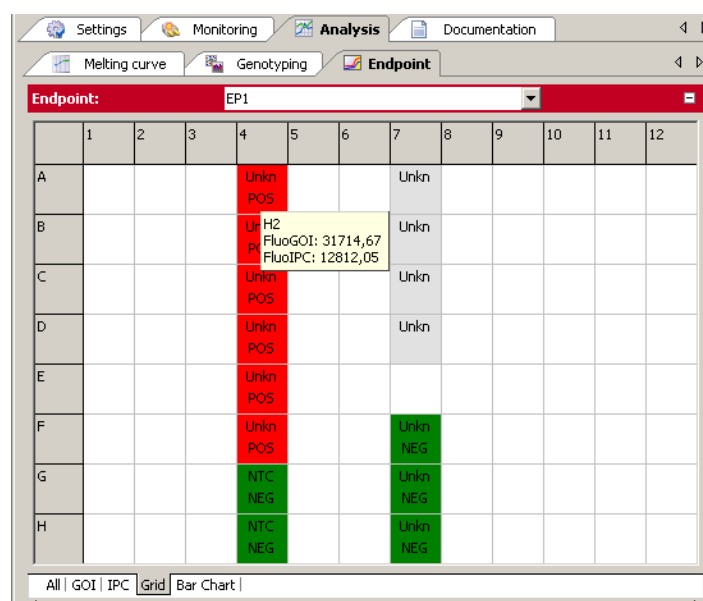 Settings Monitoring Analysis Documentation
Melting curve Genotyping Endpoint
Endpoint: EP1
1 2 3 4 5 6 7 8 9 10 11 12
A Unkn Unkn
POS
B Unkn
H2
FluoGOI: 31714,67
FluoIPC: 12812,05
C Unkn Unkn
POS
D Unkn Unkn
POS
E Unkn
POS
F Unkn Unkn
POS NEG
G NTC Unkn
NEG NEG
H NTC Unkn
NEG NEG
All GOI IPC Grid Bar Chart